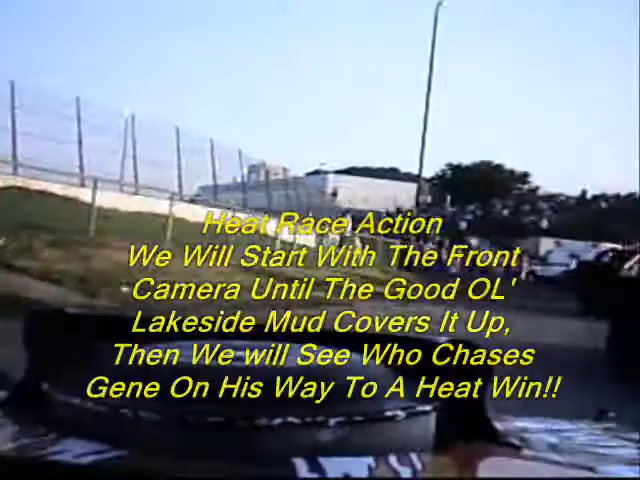 Heat Race Action
We Will Start With The Front
Camera Until The Good OL'
Lakeside Mud Covers It Up,
Then We will See Who Chases
Gene On His Way To A Heat Win!!